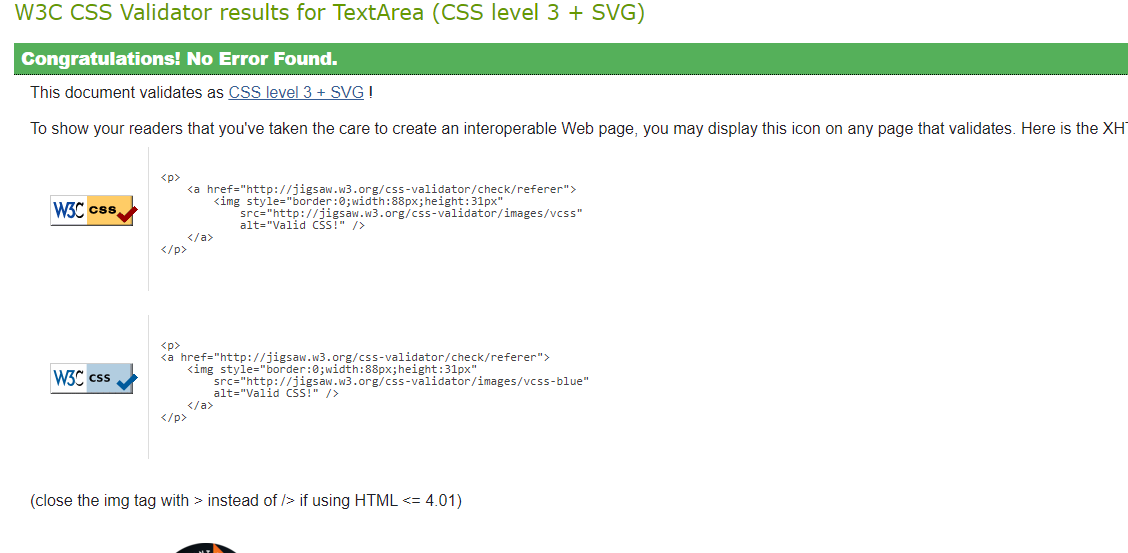 W3C CSS Validator results for TextArea (CSS level 3 + SVG)
Congratulations! No Error Found.
This document validates as CSS level 3 + SVG !
To show your readers that you've taken the care to create an interoperable Web page, you may display this icon on any page that validates. Here is the
<p>
<a href="http://jigsaw.w3.org/css-validator/check/referer">
W3C css
<img style="border:0;width:88px;height:31px"
src="http://jigsaw.w3.org/css-validator/images/vcss"
alt="Valid CSS!" />
</a>
</p>
<p>
<a href="http://jigsaw.w3.org/css-validator/check/referer">
W3C css
<img style="border:0;width:88px;height:31px"
src="http://jigsaw.w3.org/css-validator/images/vcss-blue"
alt="Valid CSS!" />
</a>
</p>
(close the img tag with > instead of /> if using HTML <= 4.01)